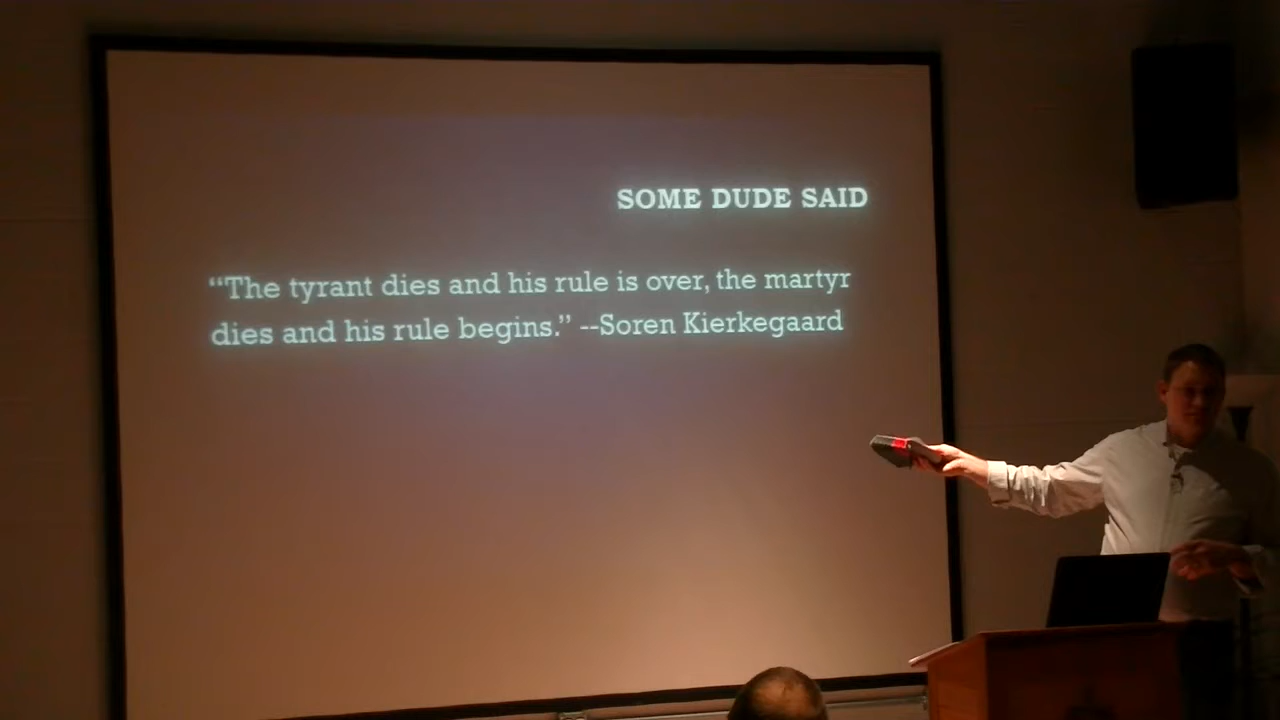 SOME DUDE SAID
“The tyrant dies and his rule is over, the martyr
dies and his rule begins.” --Soren Kierkegaard